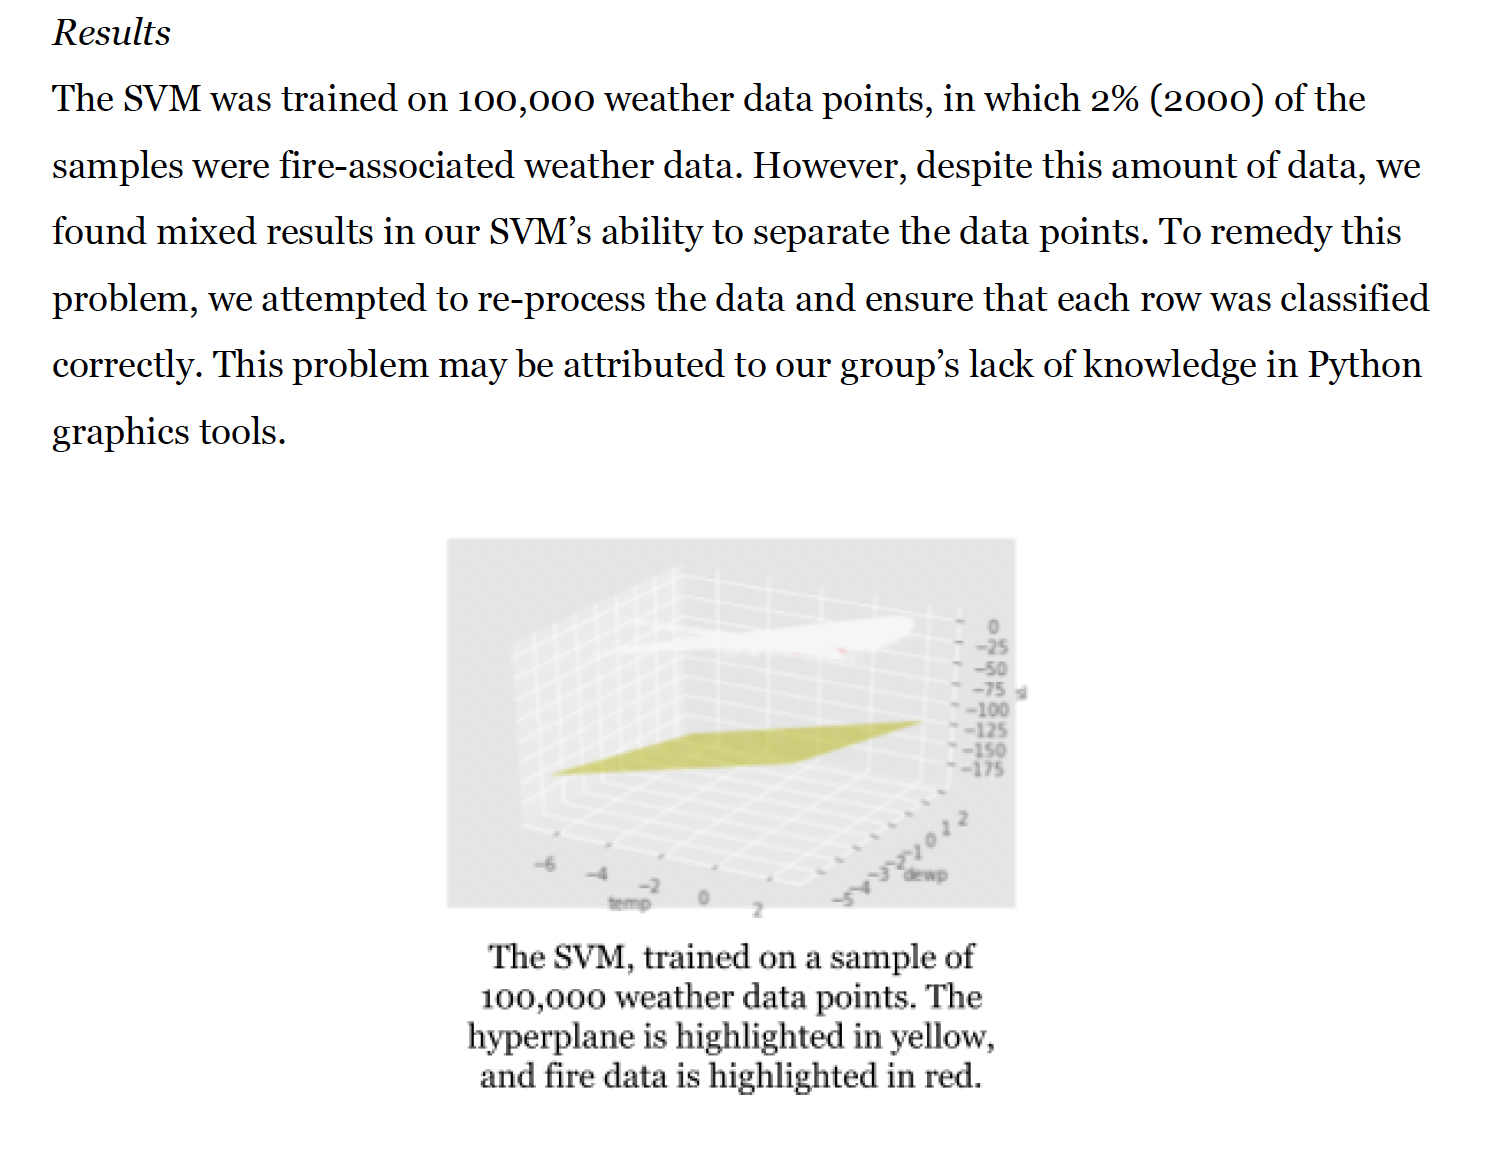 Results
The SVM was trained on 100,000 weather data points, in which 2% (2000) of the
samples were fire-associated weather data. However, despite this amount of data, we
found mixed results in our SVM’s ability to separate the data points. To remedy this
problem, we attempted to re-process the data and ensure that each row was classified
correctly. This problem may be attributed to our group’s lack of knowledge in Python
graphics tools.
0
−25
−50
−75
−100
−125
−150
−175
−6 −4 −2 0 2
temp
−5 −4 −3 −2 −1 0 1 2
dewp
The SVM, trained on a sample of
100,000 weather data points. The
hyperplane is highlighted in yellow,
and fire data is highlighted in red.